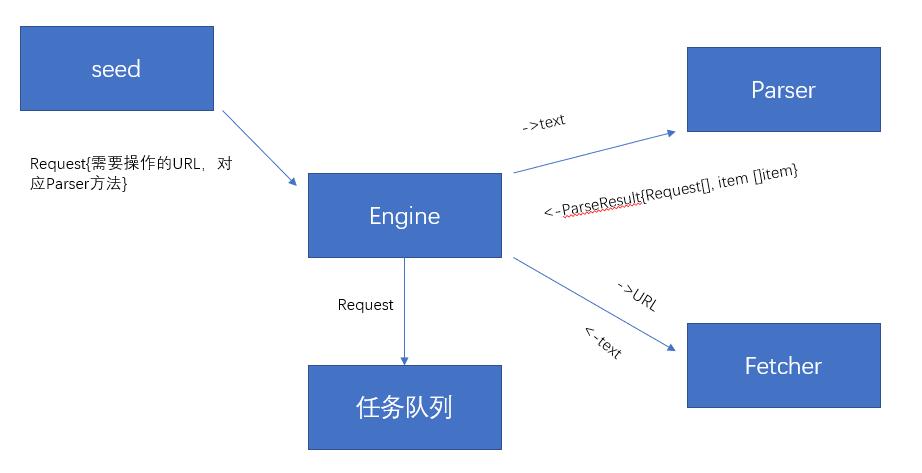 seed
Parser
->text
Request{需要操作的URL，对
应Parser方法}
<-ParseResult{Request[], item []item}
Engine
->URL
Request
<-text
Fetcher
任务队列